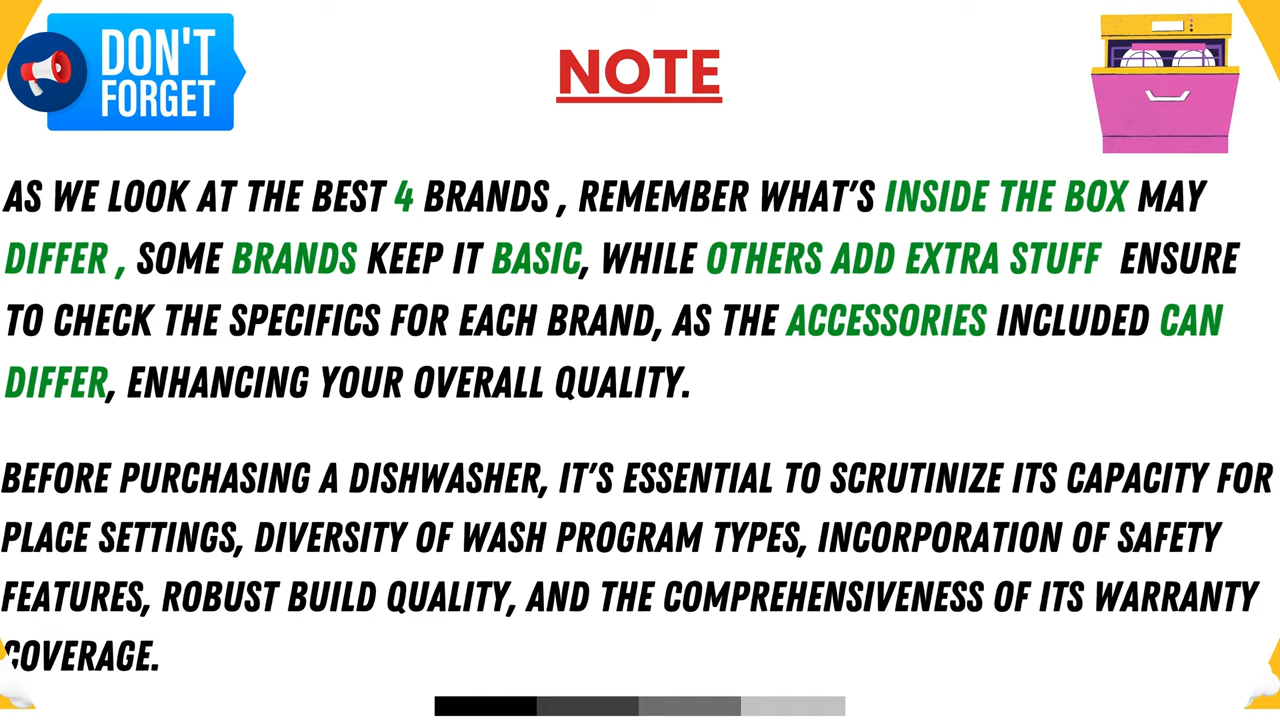 DON'T
FORGET
NOTE
AS WE LOOK AT THE BEST 4 BRANDS , REMEMBER WHAT'S INSIDE THE BOX MAY
DIFFER , SOME BRANDS KEEP IT BASIC, WHILE OTHERS ADD EXTRA STUFF ENSURE
TO CHECK THE SPECIFICS FOR EACH BRAND, AS THE ACCESSORIES INCLUDED CAN
DIFFER, ENHANCING YOUR OVERALL QUALITY.
BEFORE PURCHASING A DISHWASHER, IT'S ESSENTIAL TO SCRUTINIZE ITS CAPACITY FOR
PLACE SETTINGS, DIVERSITY OF WASH PROGRAM TYPES, INCORPORATION OF SAFETY
FEATURES, ROBUST BUILD QUALITY, AND THE COMPREHENSIVENESS OF ITS WARRANTY
COVERAGE.